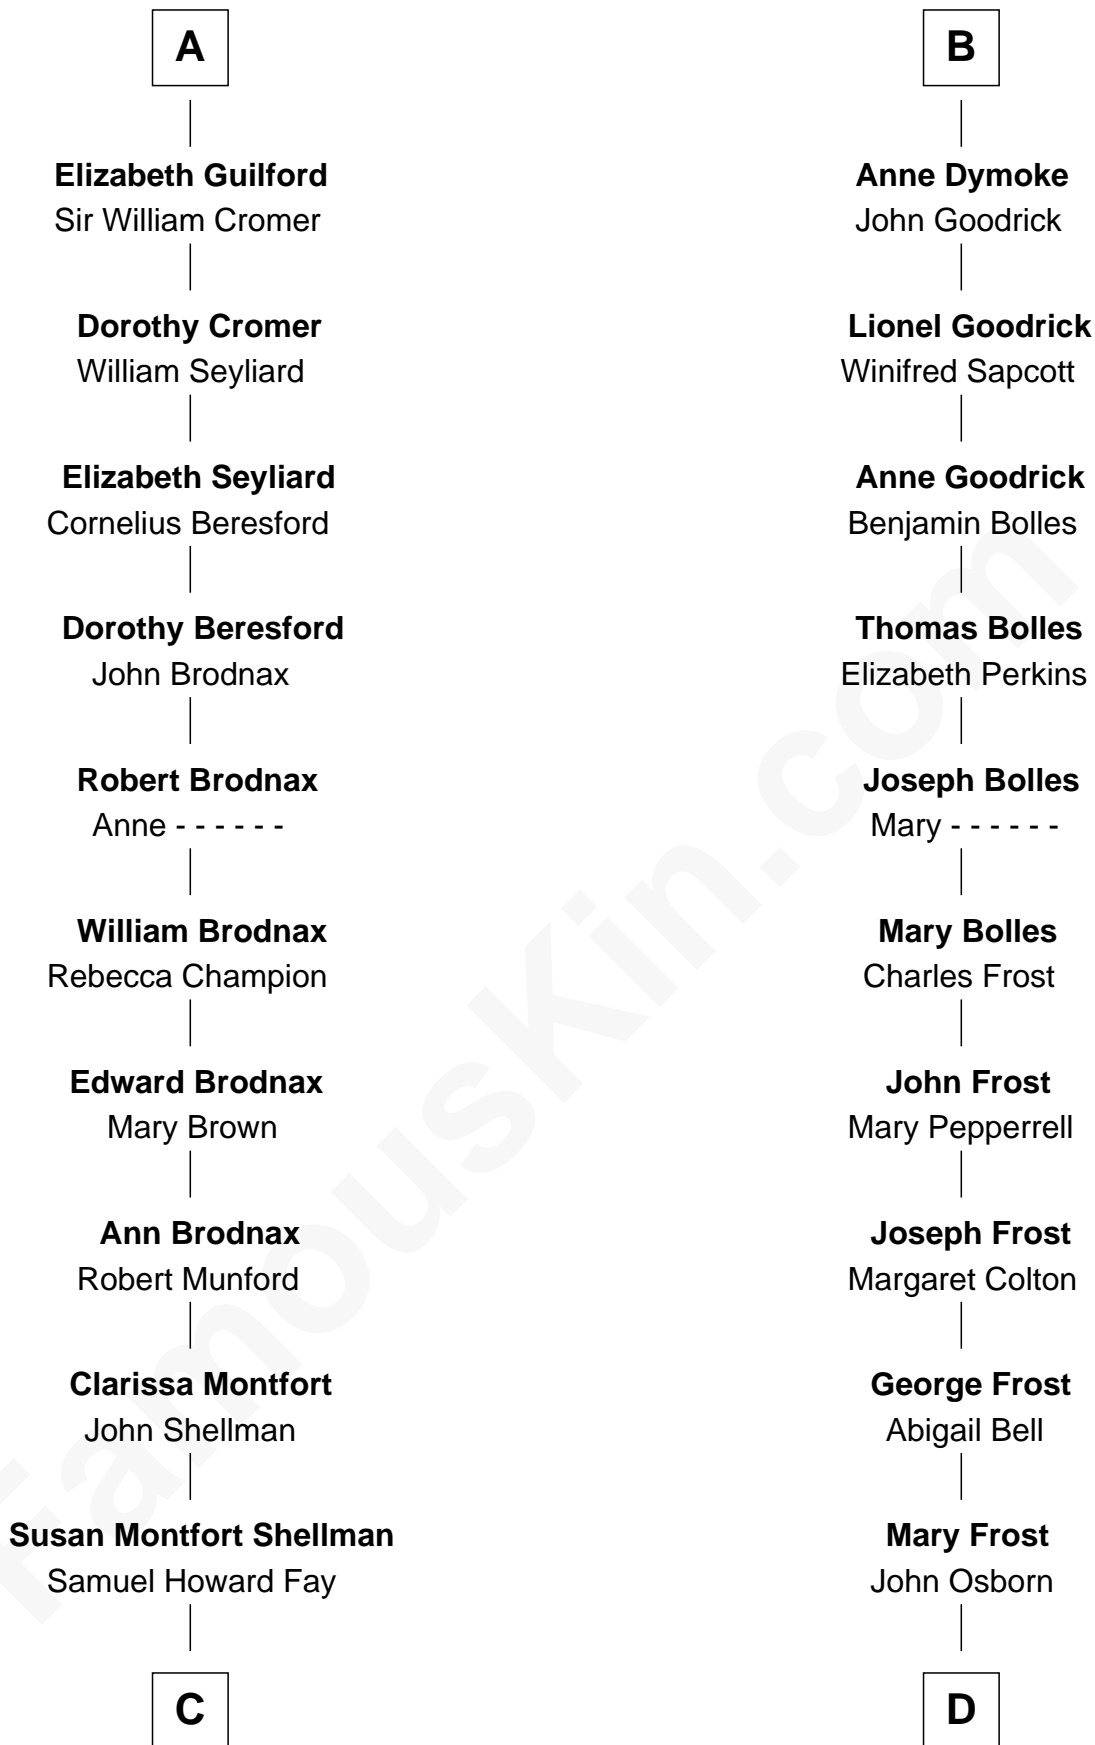 A
Elizabeth Guilford
Sir William Cromer
Dorothy Cromer
William Seyliard
Elizabeth Seyliard
Cornelius Beresford
Dorothy Beresford
John Brodnax
Robert Brodnax
Anne - - - - - -
William Brodnax
Rebecca Champion
Edward Brodnax
Mary Brown
Ann Brodnax
Robert Munford
Clarissa Montfort
John Shellman
Susan Montfort Shellman
Samuel Howard Fay
C
B
Anne Dymoke
John Goodrick
Lionel Goodrick
Winifred Sapcott
Anne Goodrick
Benjamin Bolles
Thomas Bolles
Elizabeth Perkins
Joseph Bolles
Mary - - - - - -
Mary Bolles
Charles Frost
John Frost
Mary Pepperrell
Joseph Frost
Margaret Colton
George Frost
Abigail Bell
Mary Frost
John Osborn
D
FamousKin.com